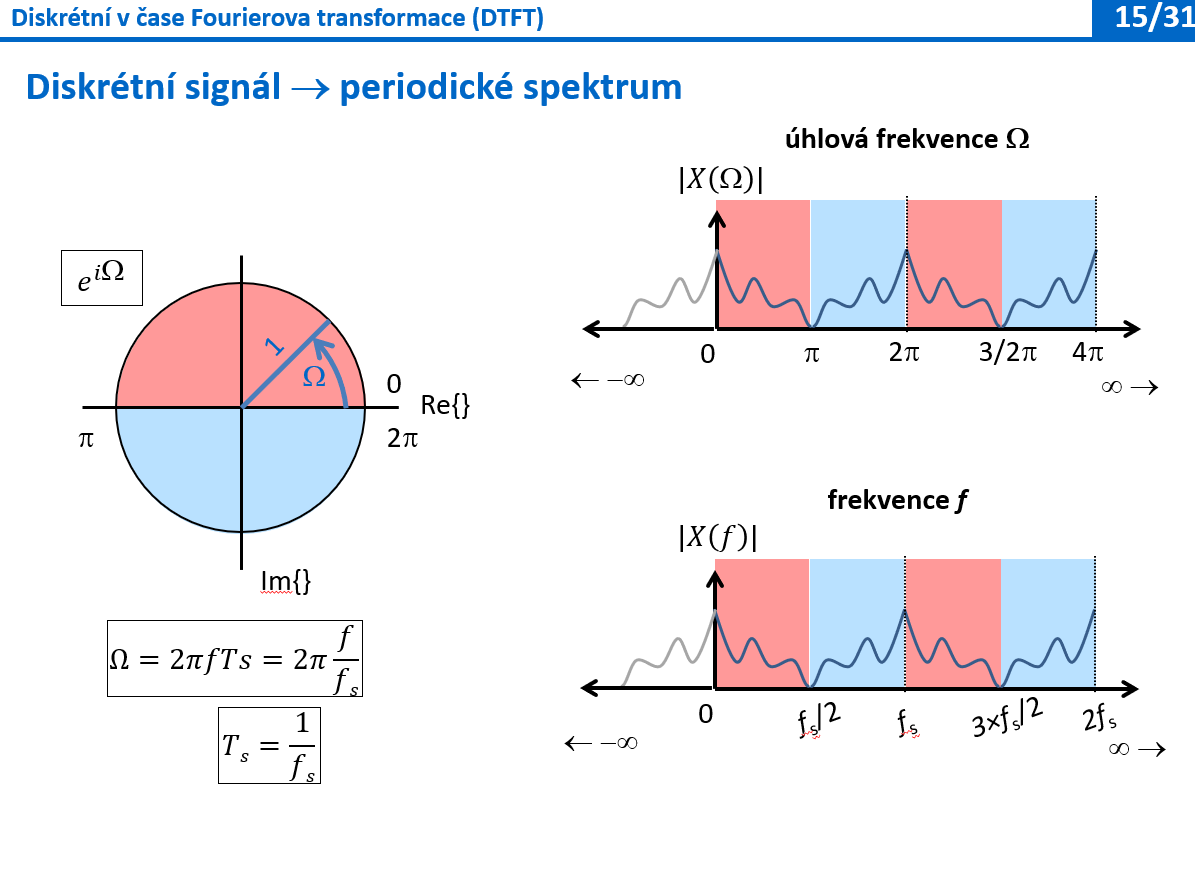 Diskrétní v čase Fourierova transformace (DTFT)
15/31
Diskrétní signál → periodické spektrum
úhlová frekvence Ω
|X(Ω)|
e^{iΩ}
1
Ω
0
Re{}
π
2π
Im{}
0
π
2π
3/2π
4π
← −∞
∞ →
frekvence f
|X(f)|
0
f_s/2
f_s
3×f_s/2
2f_s
← −∞
∞ →
Ω = 2πfTs = 2π f/f_s
T_s = 1/f_s